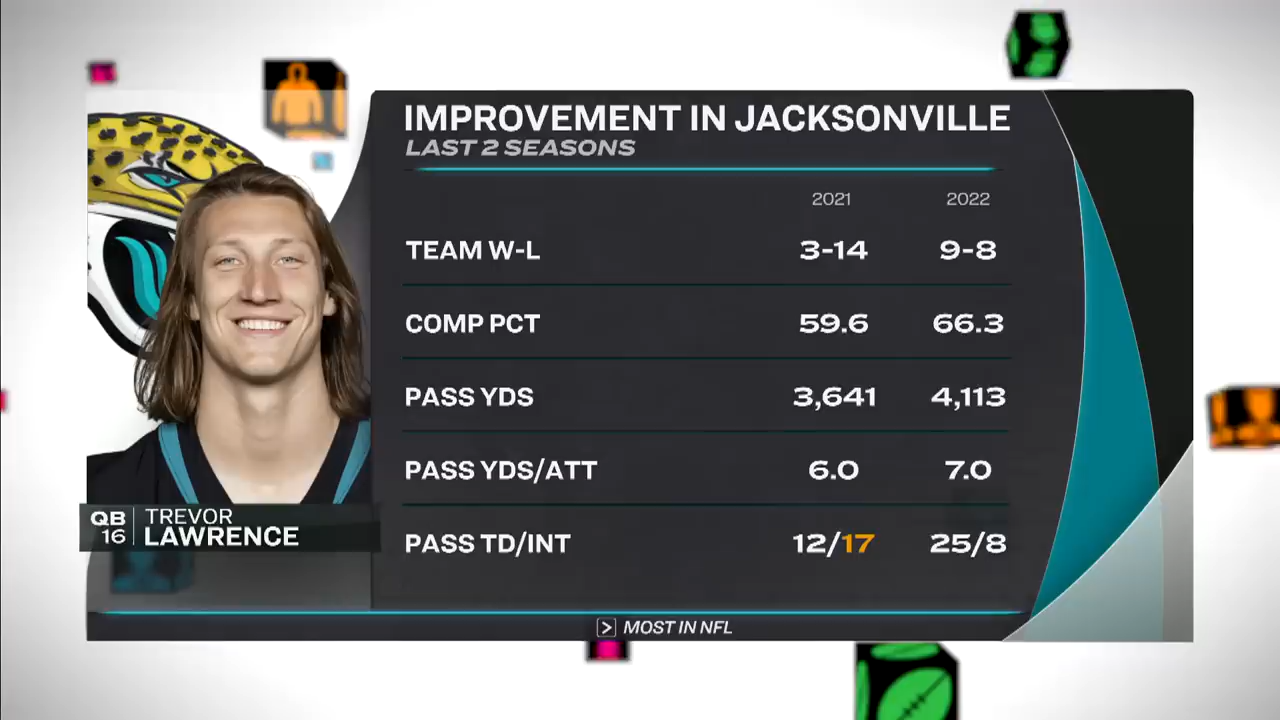 IMPROVEMENT IN JACKSONVILLE
LAST 2 SEASONS
2021 2022
TEAM W-L 3-14 9-8
COMP PCT 59.6 66.3
PASS YDS 3,641 4,113
PASS YDS/ATT 6.0 7.0
PASS TD/INT 12/17 25/8
QB 16 TREVOR LAWRENCE
> MOST IN NFL